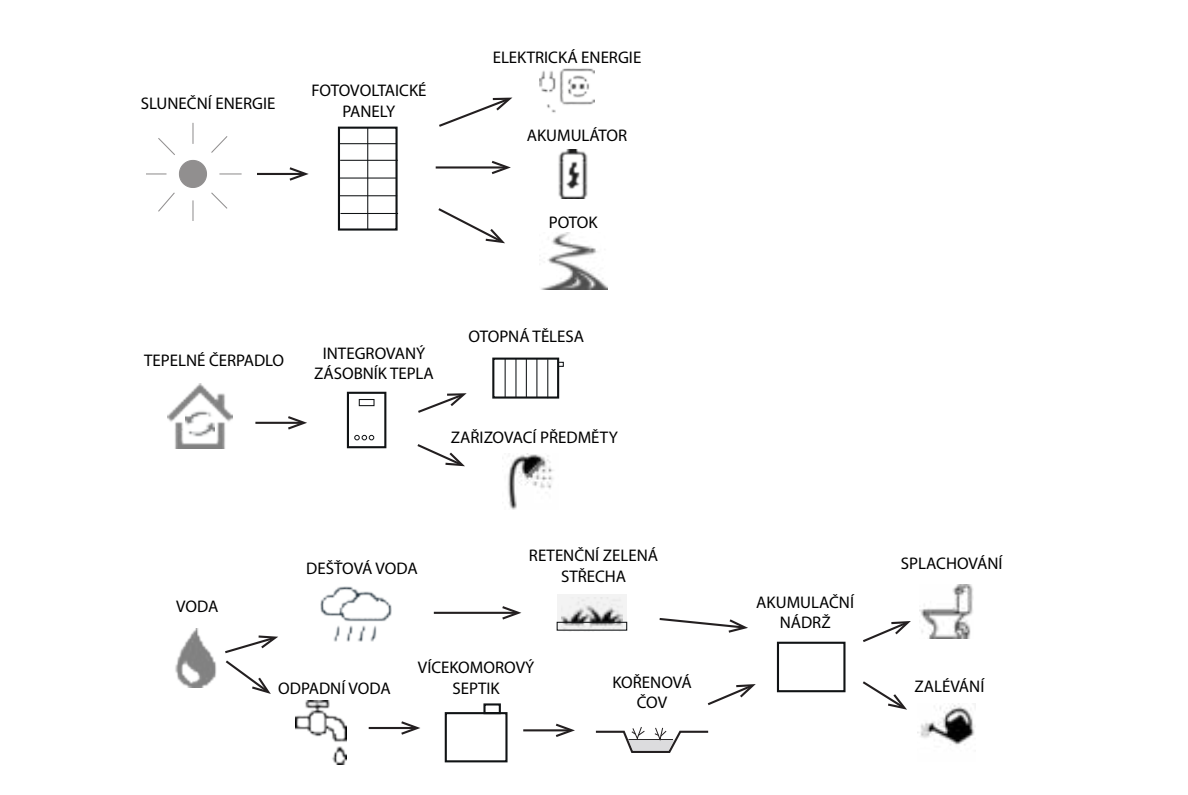 ELEKTRICKÁ ENERGIE
SLUNEČNÍ ENERGIE
FOTOVOLTAICKÉ
PANELY
AKUMULÁTOR
POTOK
OTOPNÁ TĚLESA
TEPELNÉ ČERPADLO
INTEGROVANÝ
ZÁSOBNÍK TEPLA
ZAŘIZOVACÍ PŘEDMĚTY
VODA
DEŠŤOVÁ VODA
RETENČNÍ ZELENÁ
STŘECHA
AKUMULAČNÍ
NÁDRŽ
SPLACHOVÁNÍ
ODPADNÍ VODA
VÍCEKOMOROVÝ
SEPTIK
KOŘENOVÁ
ČOV
ZALÉVÁNÍ